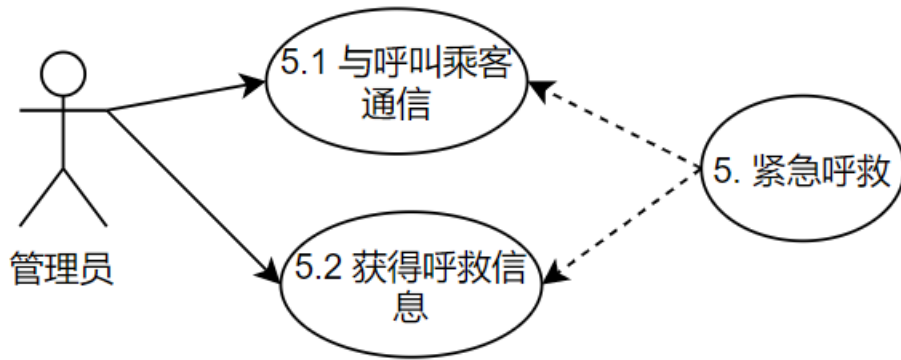 5.1 与呼叫乘客
通信
5. 紧急呼救
管理员
5.2 获得呼救信
息